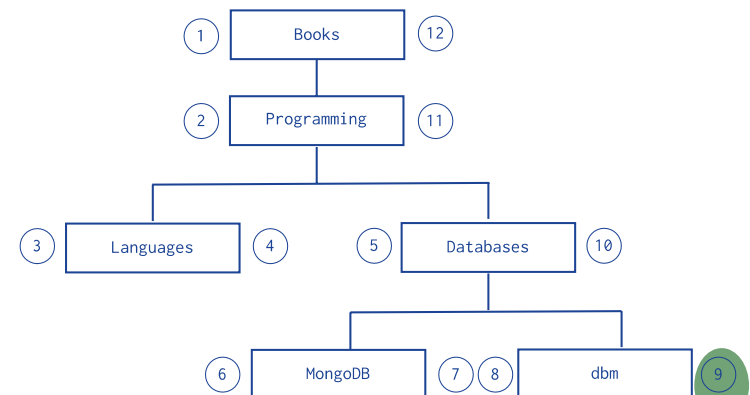 1 Books 12
2 Programming 11
3 Languages 4 5 Databases 10
6 MongoDB 7 8 dbm 9